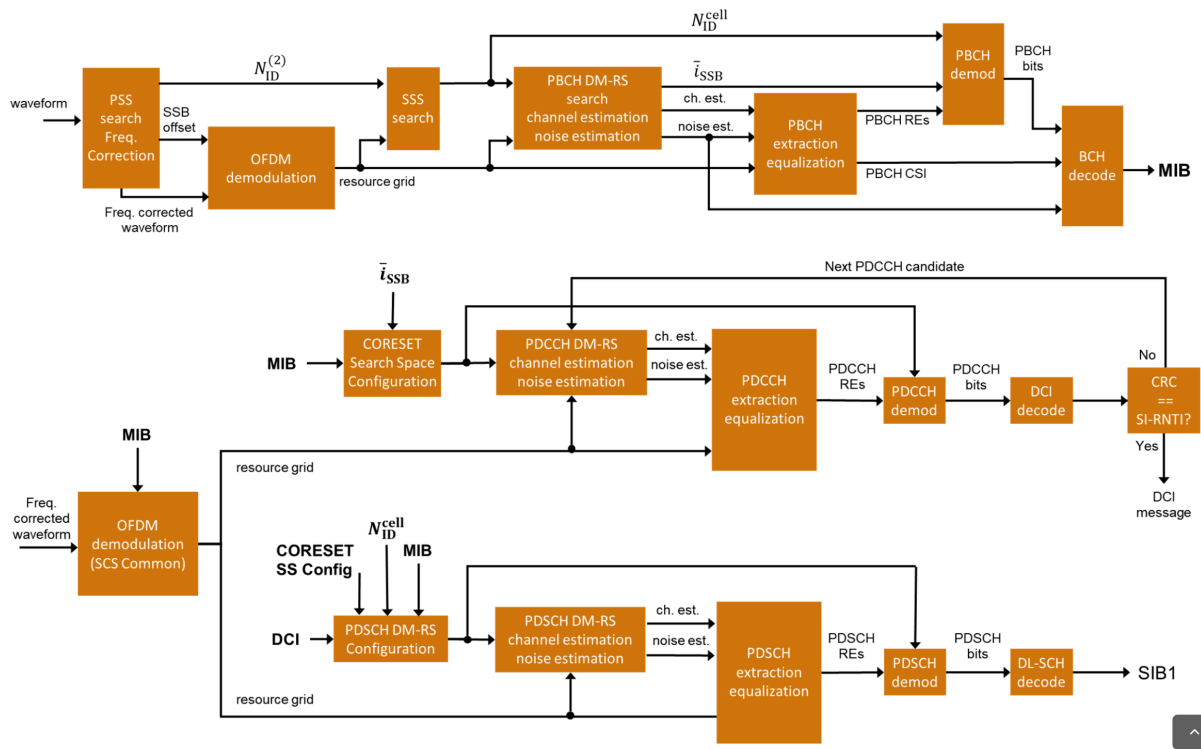 N_ID^cell
N_ID^(2)
PBCH
demod
PBCH
bits
waveform
PSS
search
Freq.
Correction
SSB
offset
SSS
search
PBCH DM-RS
search
channel estimation
noise estimation
i̅_SSB
ch. est.
noise est.
PBCH
extraction
equalization
PBCH REs
PBCH CSI
OFDM
demodulation
resource grid
BCH
decode
MIB
Freq. corrected
waveform
i̅_SSB
Next PDCCH candidate
MIB
CORESET
Search Space
Configuration
PDCCH DM-RS
channel estimation
noise estimation
ch. est.
noise est.
PDCCH
extraction
equalization
PDCCH
REs
PDCCH
demod
PDCCH
bits
DCI
decode
No
CRC
==
SI-RNTI?
Yes
DCI
message
MIB
resource grid
Freq.
corrected
waveform
OFDM
demodulation
(SCS Common)
CORESET
SS Config
N_ID^cell
MIB
DCI
PDSCH DM-RS
Configuration
PDSCH DM-RS
channel estimation
noise estimation
ch. est.
noise est.
PDSCH
extraction
equalization
PDSCH
REs
PDSCH
demod
PDSCH
bits
DL-SCH
decode
SIB1
resource grid